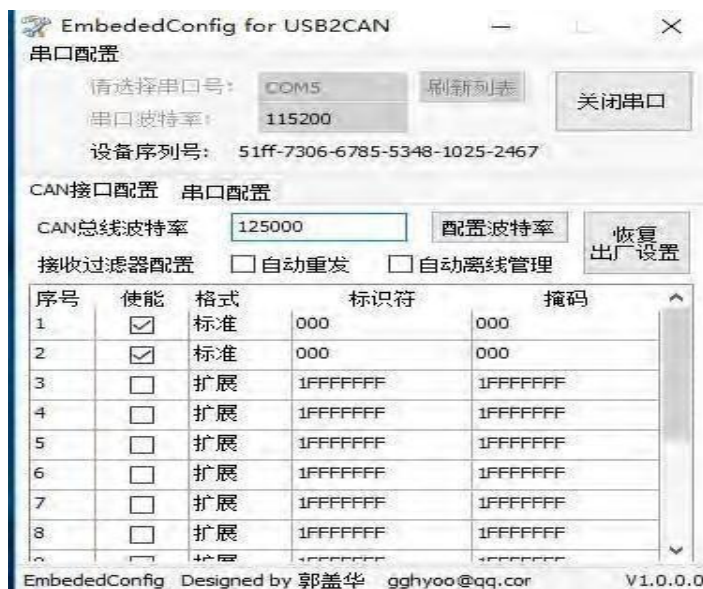 EmbededConfig for USB2CAN
串口配置
请选择串口号: COM5 刷新列表
关闭串口
串口波特率: 115200
设备序列号: 51ff-7306-6785-5348-1025-2467
CAN接口配置 串口配置
CAN总线波特率 125000 配置波特率
恢复
出厂设置
接收过滤器配置 自动重发 自动离线管理
序号 使能 格式 标识符 掩码
1 标准 000 000
2 标准 000 000
3 扩展 1FFFFFFF 1FFFFFFF
4 扩展 1FFFFFFF 1FFFFFFF
5 扩展 1FFFFFFF 1FFFFFFF
6 扩展 1FFFFFFF 1FFFFFFF
7 扩展 1FFFFFFF 1FFFFFFF
8 扩展 1FFFFFFF 1FFFFFFF
EmbededConfig Designed by 郭盖华 gghyoo@qq.cor V1.0.0.0